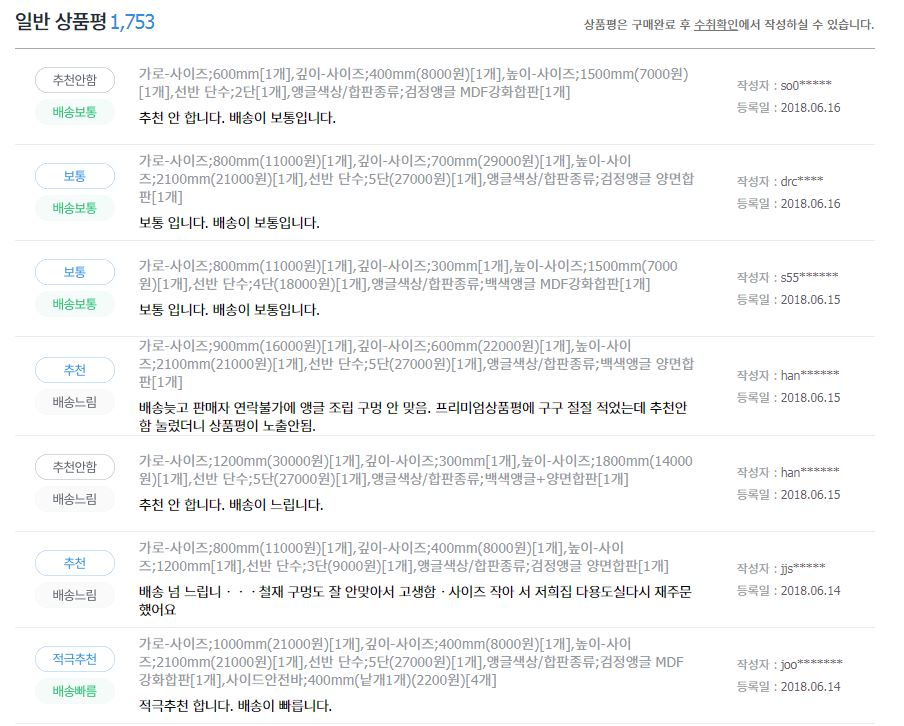 일반 상품평 1,753
상품평은 구매완료 후 수취확인에서 작성하실 수 있습니다.
추천안함
배송보통
가로-사이즈;600mm[1개],깊이-사이즈;400mm(8000원)[1개],높이-사이즈;1500mm(7000원)
[1개],선반 단수;2단[1개],앵글색상/합판종류;검정앵글 MDF강화합판[1개]
추천 안 합니다. 배송이 보통입니다.
작성자 : so0*****
등록일 : 2018.06.16
보통
배송보통
가로-사이즈;800mm(11000원)[1개],깊이-사이즈;700mm(29000원)[1개],높이-사이
즈;2100mm(21000원)[1개],선반 단수;5단(27000원)[1개],앵글색상/합판종류;검정앵글 양면합
판[1개]
보통 입니다. 배송이 보통입니다.
작성자 : drc****
등록일 : 2018.06.16
보통
배송보통
가로-사이즈;800mm(11000원)[1개],깊이-사이즈;300mm[1개],높이-사이즈;1500mm(7000
원)[1개],선반 단수;4단(18000원)[1개],앵글색상/합판종류;백색앵글 MDF강화합판[1개]
보통 입니다. 배송이 보통입니다.
작성자 : s55******
등록일 : 2018.06.15
추천
배송느림
가로-사이즈;900mm(16000원)[1개],깊이-사이즈;600mm(22000원)[1개],높이-사이
즈;2100mm(21000원)[1개],선반 단수;5단(27000원)[1개],앵글색상/합판종류;백색앵글 양면합
판[1개]
배송늦고 판매자 연락불가에 앵글 조립 구멍 안 맞음. 프리미엄상품평에 구구 절절 적었는데 추천안
함 눌렀더니 상품평이 노출안됨.
작성자 : han******
등록일 : 2018.06.15
추천안함
배송느림
가로-사이즈;1200mm(30000원)[1개],깊이-사이즈;300mm[1개],높이-사이즈;1800mm(14000
원)[1개],선반 단수;5단(27000원)[1개],앵글색상/합판종류;백색앵글+양면합판[1개]
추천 안 합니다. 배송이 느립니다.
작성자 : han******
등록일 : 2018.06.15
추천
배송느림
가로-사이즈;800mm(11000원)[1개],깊이-사이즈;400mm(8000원)[1개],높이-사이
즈;1200mm[1개],선반 단수;3단(9000원)[1개],앵글색상/합판종류;검정앵글 양면합판[1개]
배송 넘 느립니ㆍㆍㆍ철재 구멍도 잘 안맞아서 고생함ㆍ사이즈 작아 서 저희집 다용도실다시 재주문
했어요
작성자 : jjs*****
등록일 : 2018.06.14
적극추천
배송빠름
가로-사이즈;1000mm(21000원)[1개],깊이-사이즈;400mm(8000원)[1개],높이-사이
즈;2100mm(21000원)[1개],선반 단수;5단(27000원)[1개],앵글색상/합판종류;검정앵글 MDF
강화합판[1개],사이드안전바;400mm(낱개1개)(2200원)[4개]
적극추천 합니다. 배송이 빠릅니다.
작성자 : joo*******
등록일 : 2018.06.14